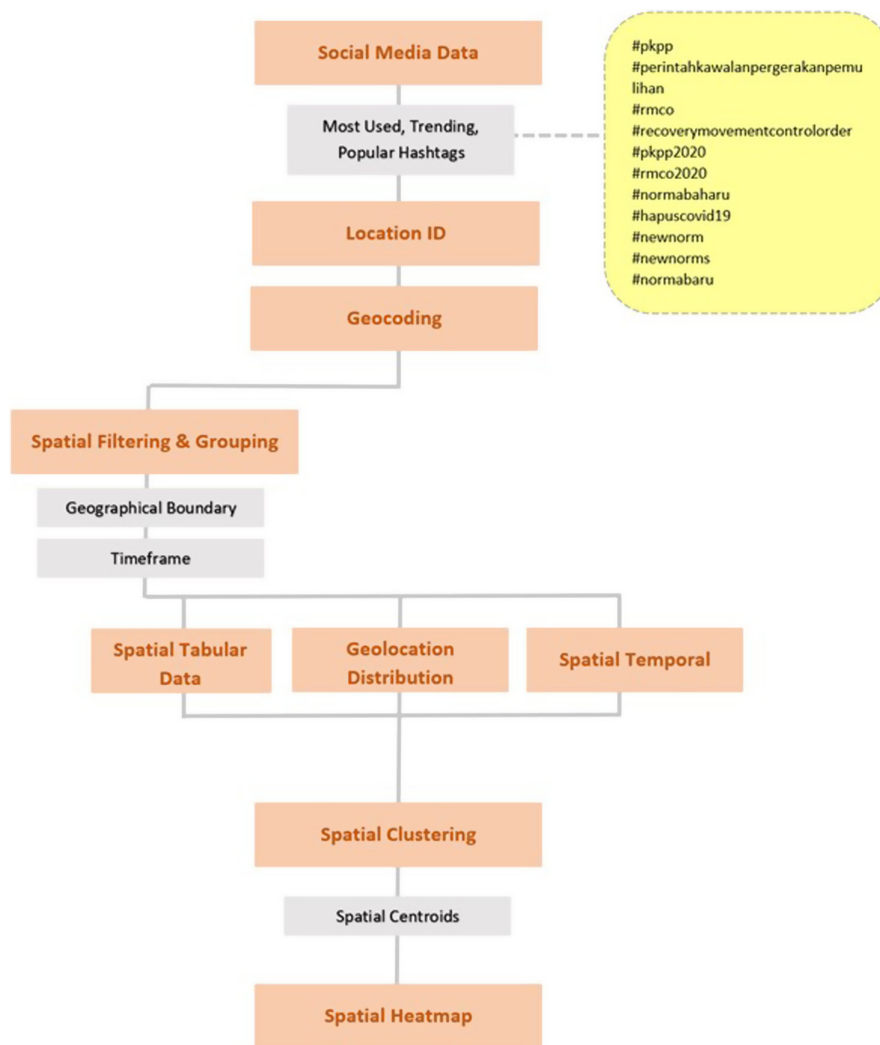 Social Media Data
Most Used, Trending,
Popular Hashtags
#pkpp
#perintahkawalanpergerakanpemu
lihan
#rmco
#recoverymovementcontrolorder
#pkpp2020
#rmco2020
#normabaharu
#hapuscovid19
#newnorm
#newnorms
#normabaru
Location ID
Geocoding
Spatial Filtering & Grouping
Geographical Boundary
Timeframe
Spatial Tabular
Data
Geolocation
Distribution
Spatial Temporal
Spatial Clustering
Spatial Centroids
Spatial Heatmap